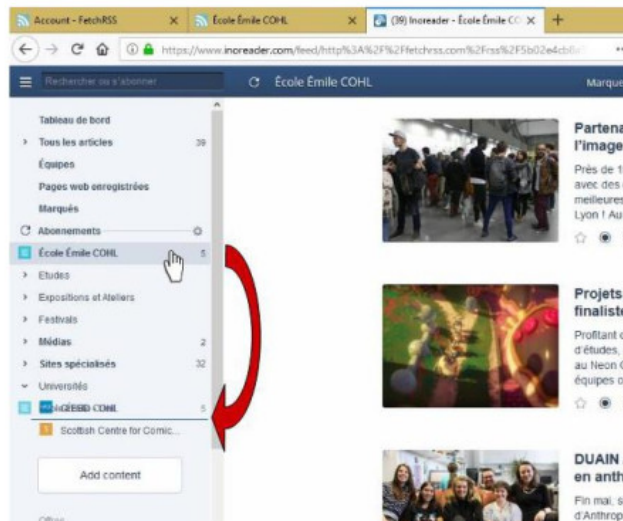 Account - FetchRSS
École Émile COHL
(39) Inoreader - École Émile CO
https://www.inoreader.com/feed/http%3A%2F%2Ffetchrss.com%2Frss%2F5b02e4cb
Rechercher ou s'abonner
École Émile COHL
Marque
Tableau de bord
Tous les articles 39
Équipes
Pages web enregistrées
Marqués
Abonnements
École Émile COHL 5
Etudes
Expositions et Ateliers
Festivals
Médias 2
Sites spécialisés 32
Universités
COHL 5
Scottish Centre for Comic...
Add content
Offres
Partena
l'image
Près de 1
avec des
meilleures
Lyon ! Au
Projets
finaliste
Profitant
d'études,
au Neon
équipes
DUAIN
en anth
Fin mai, s
d'Anthrop